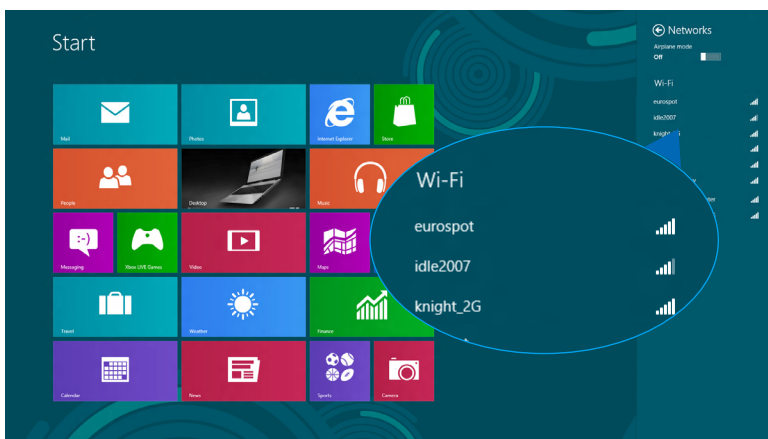 Start
Networks
Airplane mode
Off
Wi-Fi
eurospot
idle2007
Mail
Photos
Internet Explorer
Store
People
Desktop
Music
Wi-Fi
eurospot
idle2007
knight_2G
Messaging
Xbox LIVE Games
Video
Maps
Travel
Weather
Finance
Calendar
News
Sports
Camera